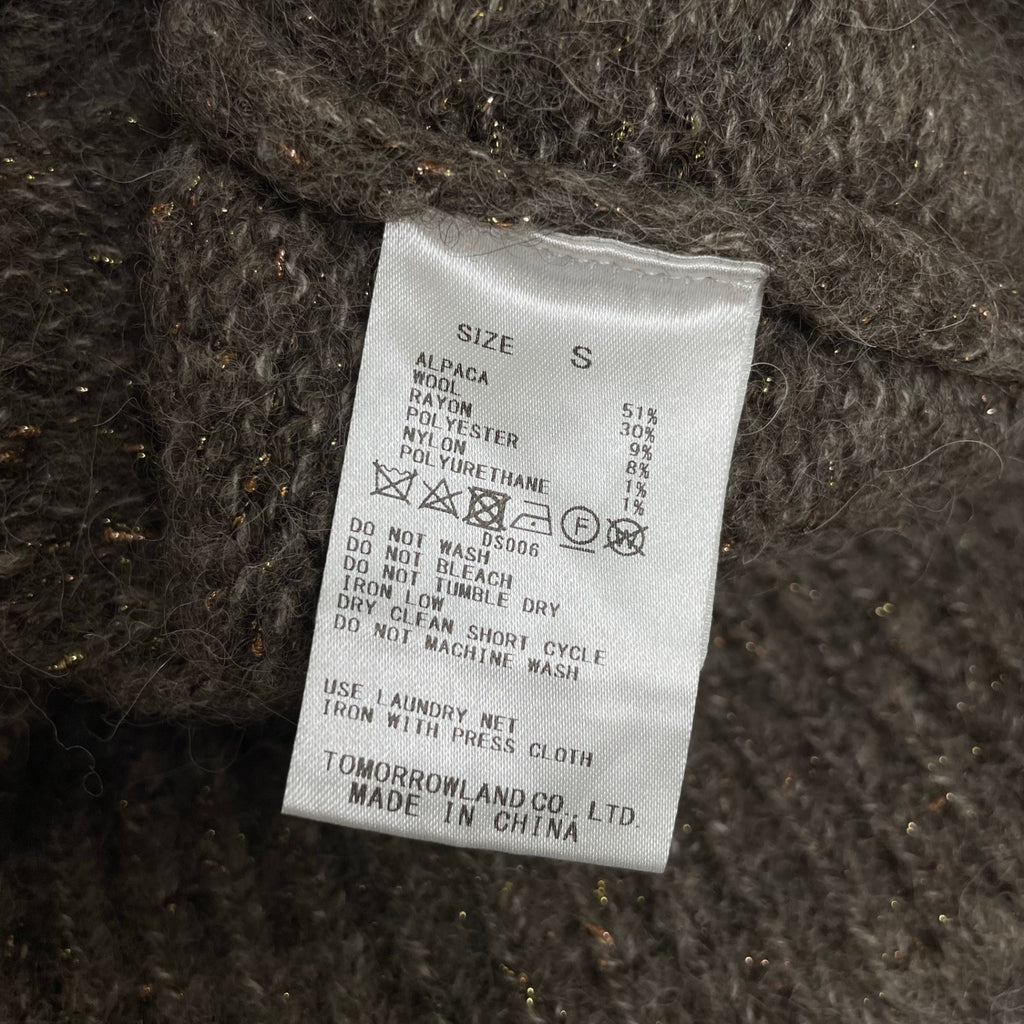 SIZE S
ALPACA 51%
WOOL 30%
RAYON 9%
POLYESTER 8%
NYLON 1%
POLYURETHANE 1%
F W
DS006
DO NOT WASH
DO NOT BLEACH
DO NOT TUMBLE DRY
IRON LOW
DRY CLEAN SHORT CYCLE
DO NOT MACHINE WASH
USE LAUNDRY NET
IRON WITH PRESS CLOTH
TOMORROWLAND CO., LTD.
MADE IN CHINA